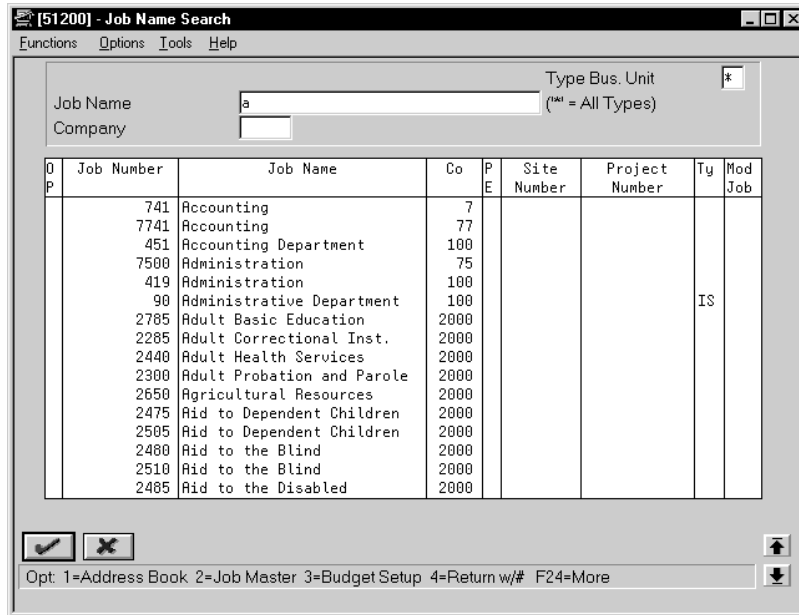 [51200] - Job Name Search
Functions Options Tools Help
Type Bus. Unit *
Job Name a ('*' = All Types)
Company
OP Job Number Job Name Co PE Site Number Project Number Ty Mod Job
741 Accounting 7
7741 Accounting 77
451 Accounting Department 100
7500 Administration 75
419 Administration 100
90 Administrative Department 100 IS
2785 Adult Basic Education 2000
2285 Adult Correctional Inst. 2000
2440 Adult Health Services 2000
2300 Adult Probation and Parole 2000
2650 Agricultural Resources 2000
2475 Aid to Dependent Children 2000
2505 Aid to Dependent Children 2000
2480 Aid to the Blind 2000
2510 Aid to the Blind 2000
2485 Aid to the Disabled 2000
Opt: 1=Address Book 2=Job Master 3=Budget Setup 4=Return w/# F24=More